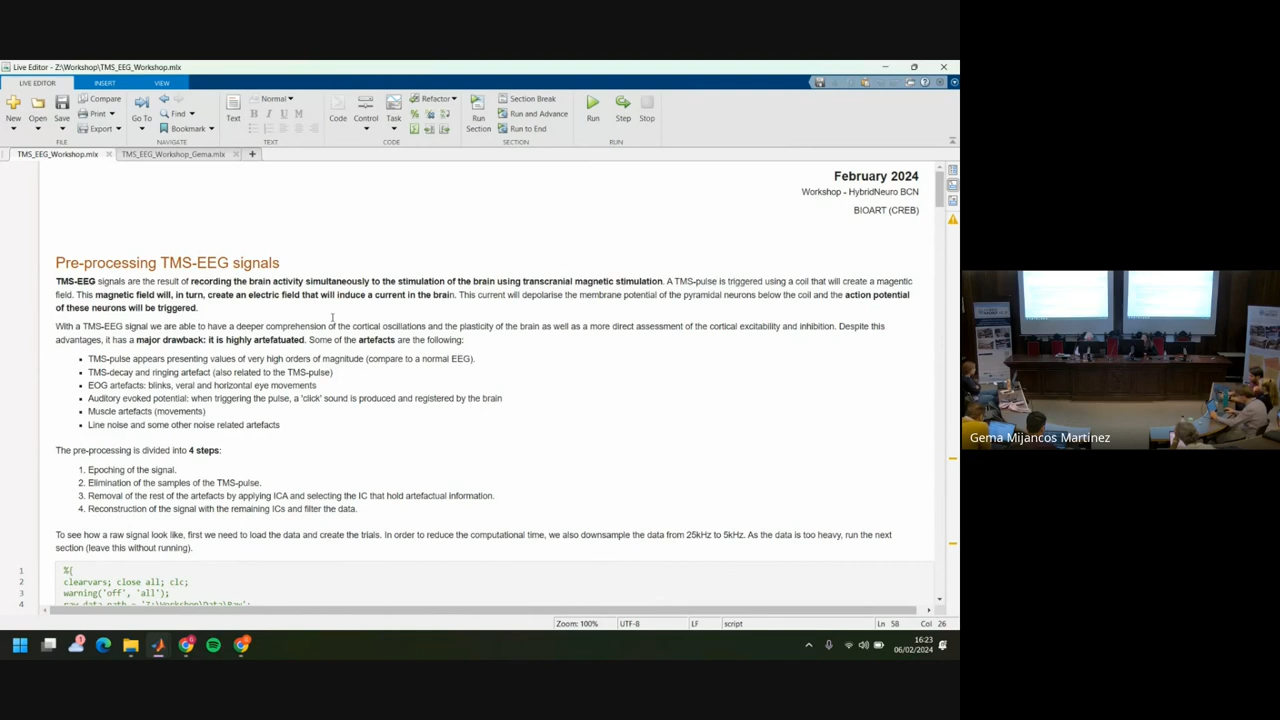 Live Editor - Z:\Workshop\TMS_EEG_Workshop.mlx
LIVE EDITOR INSERT VIEW
New Open Save Compare Print Export
Go To Find Bookmark
Text Normal
B I U M
Code Control Task Refactor
Run Section Section Break Run and Advance Run to End
Run Step Stop
FILE NAVIGATE TEXT CODE SECTION RUN
TMS_EEG_Workshop.mlx TMS_EEG_Workshop_Gema.mlx
February 2024
Workshop - HybridNeuro BCN
BIOART (CREB)
Pre-processing TMS-EEG signals
TMS-EEG signals are the result of recording the brain activity simultaneously to the stimulation of the brain using transcranial magnetic stimulation. A TMS-pulse is triggered using a coil that will create a magentic
field. This magnetic field will, in turn, create an electric field that will induce a current in the brain. This current will depolarise the membrane potential of the pyramidal neurons below the coil and the action potential
of these neurons will be triggered.
With a TMS-EEG signal we are able to have a deeper comprehension of the cortical oscillations and the plasticity of the brain as well as a more direct assessment of the cortical excitability and inhibition. Despite this
advantages, it has a major drawback: it is highly artefatuated. Some of the artefacts are the following:
TMS-pulse appears presenting values of very high orders of magnitude (compare to a normal EEG).
TMS-decay and ringing artefact (also related to the TMS-pulse)
EOG artefacts: blinks, veral and horizontal eye movements
Auditory evoked potential: when triggering the pulse, a 'click' sound is produced and registered by the brain
Muscle artefacts (movements)
Line noise and some other noise related artefacts
The pre-processing is divided into 4 steps:
1. Epoching of the signal.
2. Elimination of the samples of the TMS-pulse.
3. Removal of the rest of the artefacts by applying ICA and selecting the IC that hold artefactual information.
4. Reconstruction of the signal with the remaining ICs and filter the data.
To see how a raw signal look like, first we need to load the data and create the trials. In order to reduce the computational time, we also downsample the data from 25kHz to 5kHz. As the data is too heavy, run the next
section (leave this without running).
1 %{
2 clearvars; close all; clc;
3 warning('off', 'all');
4 raw_data_path = 'Z:\Workshop\Data\Raw';
Zoom: 100% UTF-8 LF script Ln 58 Col 26
16:23
06/02/2024
Gema Mijancos Martinez